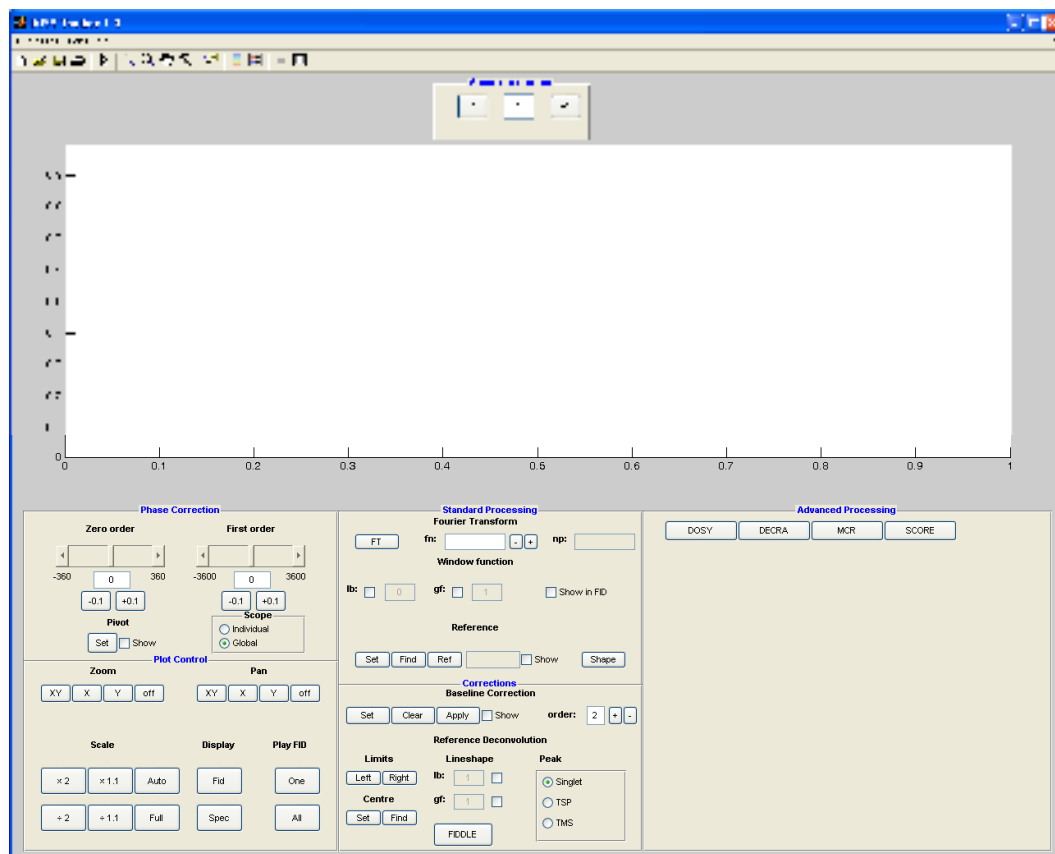 0
0 0.1 0.2 0.3 0.4 0.5 0.6 0.7 0.8 0.9 1
Phase Correction
Zero order First order
-360 0 360 -3600 0 3600
-0.1 +0.1 -0.1 +0.1
Pivot
Set Show
Scope
Individual
Global
Plot Control
Zoom Pan
XY X Y off XY X Y off
Scale Display Play FID
× 2 × 1.1 Auto Fid One
÷ 2 ÷ 1.1 Full Spec All
Standard Processing
Fourier Transform
FT fn: - + np:
Window function
lb: 0 gf: 1 Show in FID
Reference
Set Find Ref Show Shape
Corrections
Baseline Correction
Set Clear Apply Show order: 2 + -
Reference Deconvolution
Limits Lineshape Peak
Left Right lb: 1 Singlet
Centre gf: 1 TSP
Set Find TMS
FIDDLE
Advanced Processing
DOSY DECRA MCR SCORE